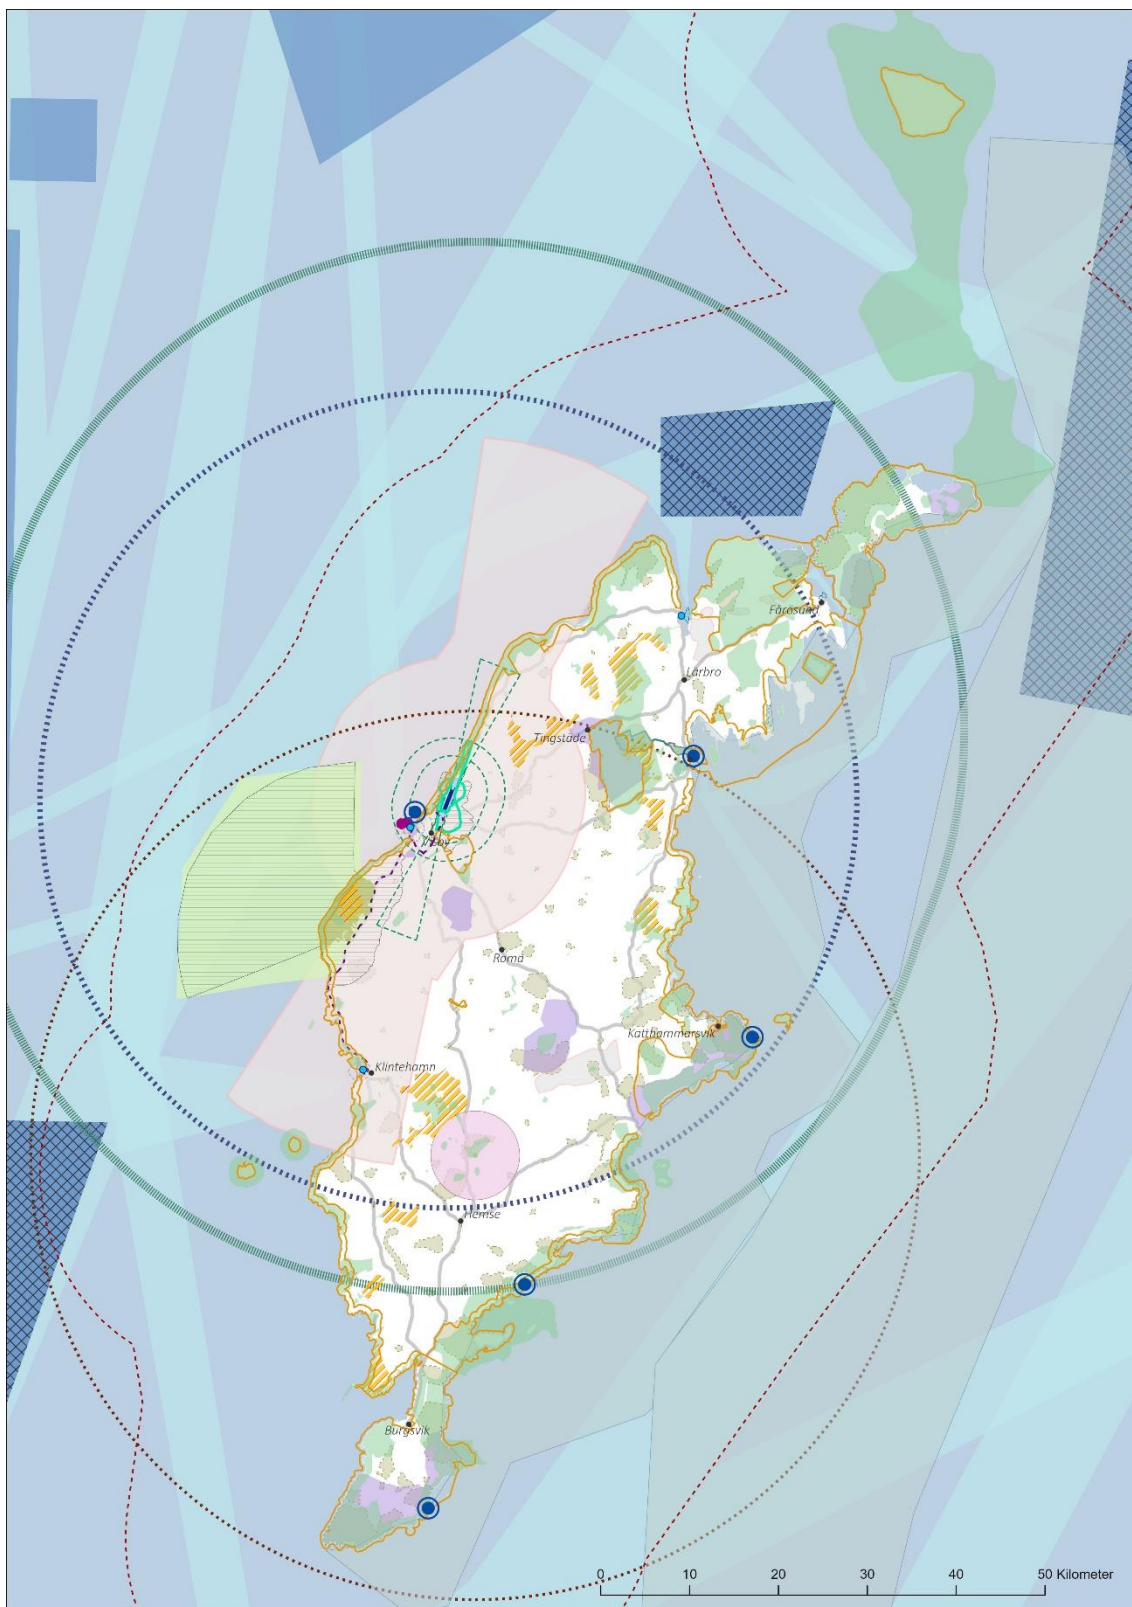 Fårösund
Lärbro
Tingstäde
Visby
Roma
Katthammarsvik
Klintehamn
Hemse
Burgsvik
0 10 20 30 40 50 Kilometer